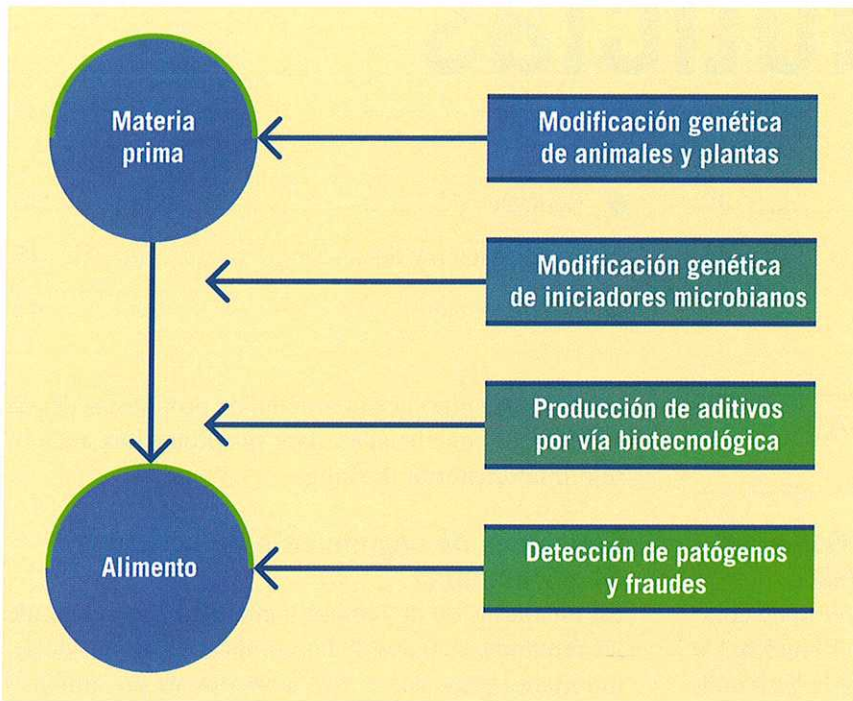 Materia
prima
Modificación genética
de animales y plantas
Modificación genética
de iniciadores microbianos
Producción de aditivos
por vía biotecnológica
Alimento
Detección de patógenos
y fraudes